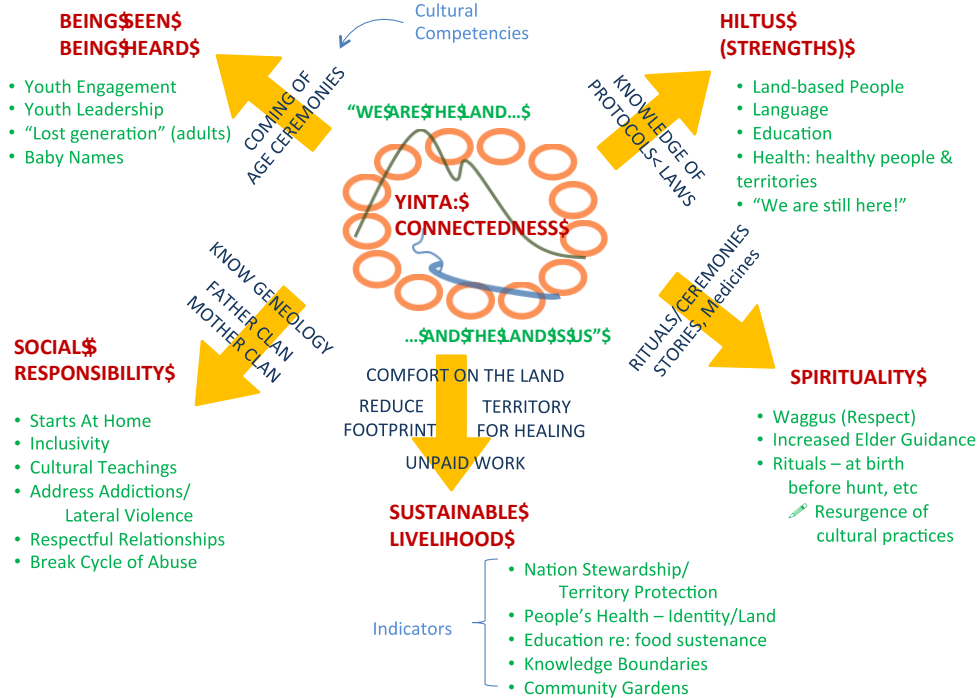 BEING$SEEN$
BEING$HEARD$
• Youth Engagement
• Youth Leadership
• “Lost generation” (adults)
• Baby Names
COMING OF
AGE CEREMONIES
Cultural
Competencies
HILTUS$
(STRENGTHS)$
• Land-based People
• Language
• Education
• Health: healthy people &
territories
• “We are still here!”
KNOWLEDGE OF
PROTOCOLS< LAWS
“WE$ARE$THE$LAND...$
YINTA:$
CONNECTEDNESS$
...$AND$THE$LAND$IS$US”$
KNOW GENEOLOGY
FATHER CLAN
MOTHER CLAN
SOCIAL$$
RESPONSIBILITY$
• Starts At Home
• Inclusivity
• Cultural Teachings
• Address Addictions/
Lateral Violence
• Respectful Relationships
• Break Cycle of Abuse
RITUALS/CEREMONIES
STORIES, Medicines
SPIRITUALITY$
• Waggus (Respect)
• Increased Elder Guidance
• Rituals – at birth
before hunt, etc
Resurgence of
cultural practices
COMFORT ON THE LAND
REDUCE
FOOTPRINT
TERRITORY
FOR HEALING
UNPAID WORK
SUSTAINABLE$
LIVELIHOOD$
Indicators
• Nation Stewardship/
Territory Protection
• People’s Health – Identity/Land
• Education re: food sustenance
• Knowledge Boundaries
• Community Gardens